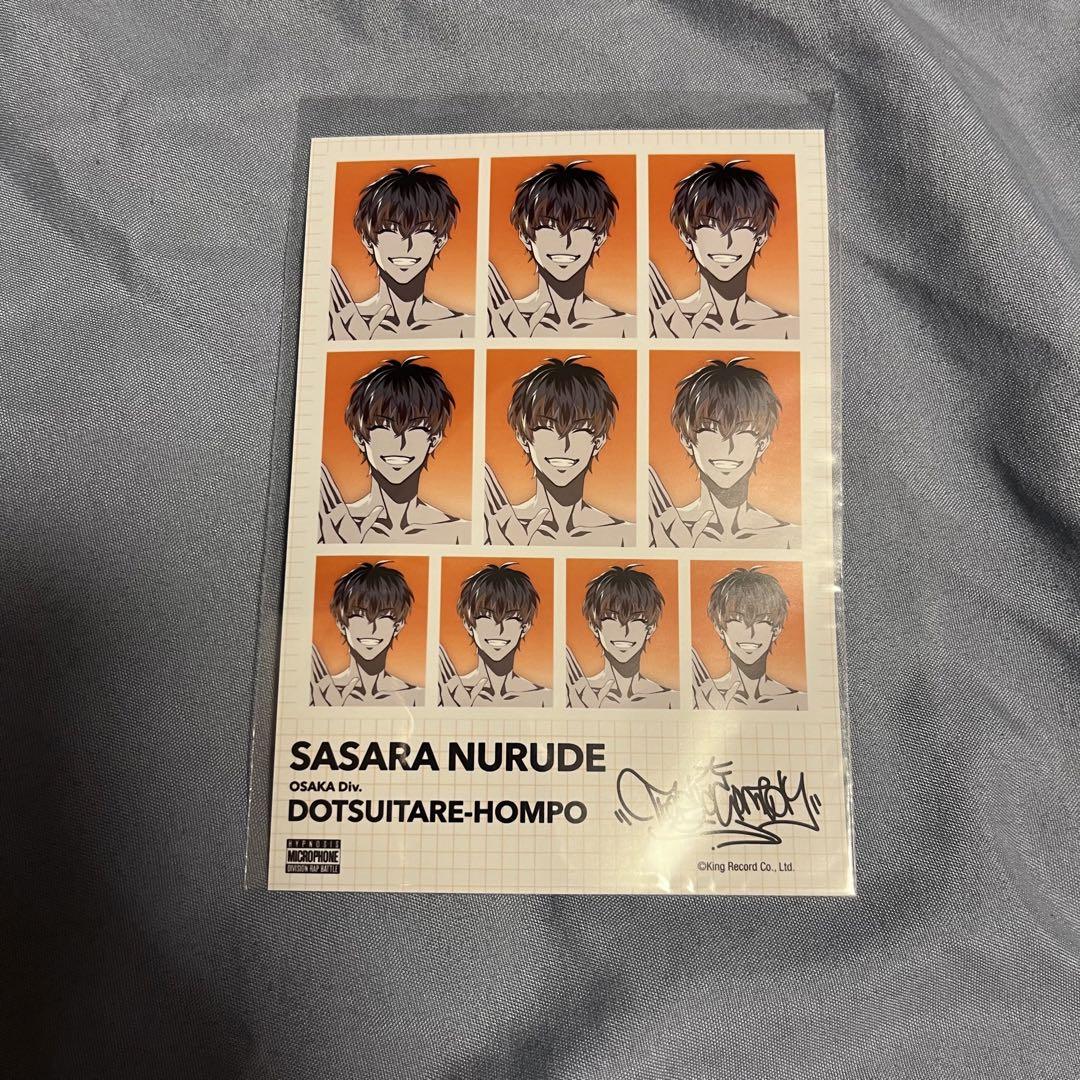 SASARA NURUDE
OSAKA Div.
DOTSUITARE-HOMPO
HYPNOSIS
MICROPHONE
DIVISION RAP BATTLE
©King Record Co., Ltd.